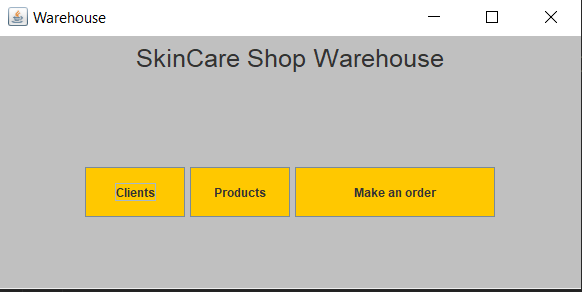 Warehouse
SkinCare Shop Warehouse
Clients Products Make an order